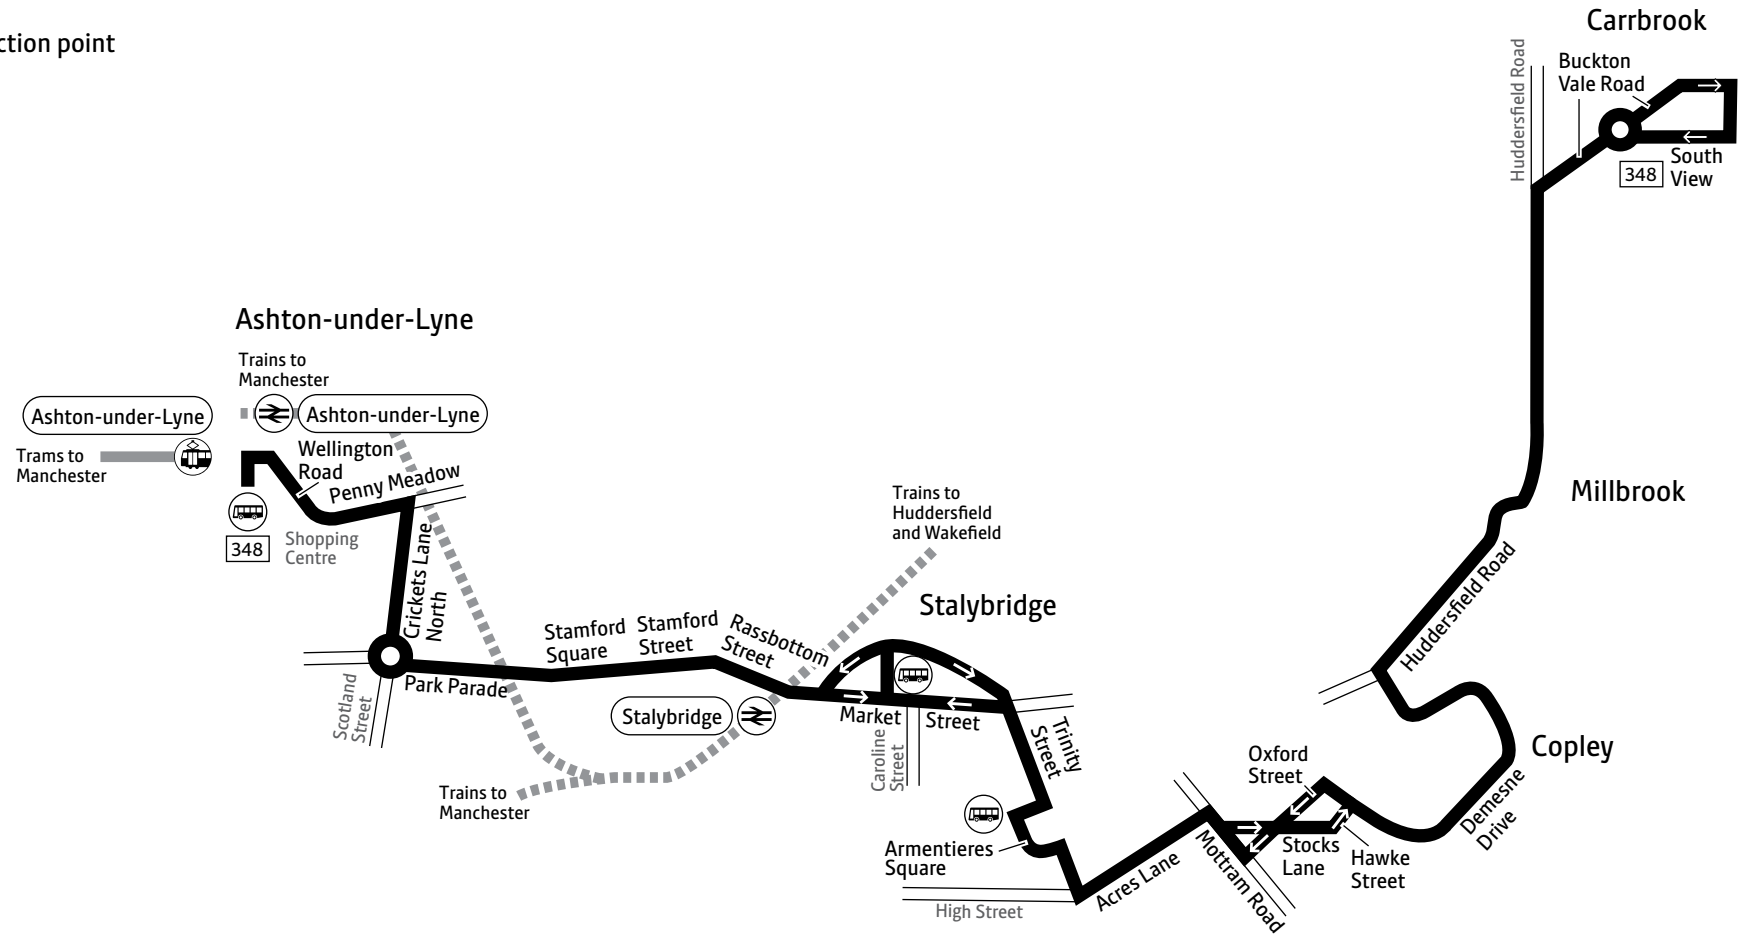 Carrbrook
ction point
Huddersfield Road
Buckton
Vale Road
South
View
348
Ashton-under-Lyne
Trains to
Manchester
Ashton-under-Lyne
Ashton-under-Lyne
Trams to
Manchester
Wellington
Road
Penny Meadow
348
Shopping
Centre
Crickets Lane
North
Trains to
Huddersfield
and Wakefield
Millbrook
Huddersfield Road
Stalybridge
Stamford
Square
Stamford
Street
Rassbottom
Street
Park Parade
Scotland
Street
Stalybridge
Market
Street
Caroline
Street
Trinity
Street
Trains to
Manchester
Copley
Oxford
Street
Demesne
Drive
Armentieres
Square
Stocks
Lane
Hawke
Street
Mottram Road
Acres Lane
High Street